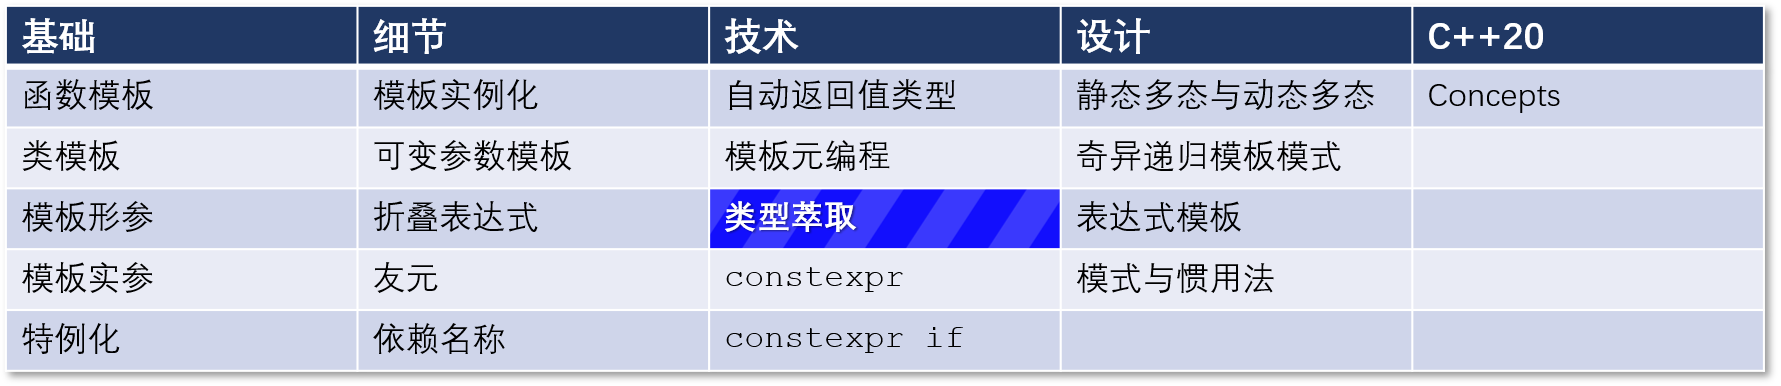 基础 细节 技术 设计 C++20
函数模板 模板实例化 自动返回值类型 静态多态与动态多态 Concepts
类模板 可变参数模板 模板元编程 奇异递归模板模式
模板形参 折叠表达式 类型萃取 表达式模板
模板实参 友元 constexpr 模式与惯用法
特例化 依赖名称 constexpr if